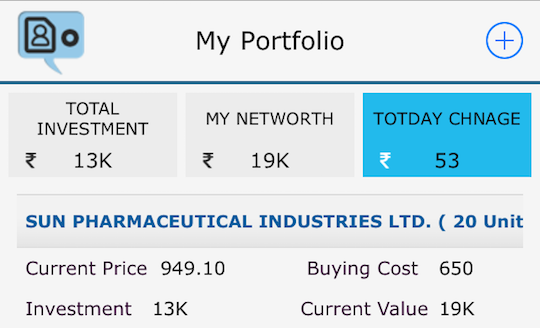 My Portfolio
TOTAL
INVESTMENT
₹ 13K
MY NETWORTH
₹ 19K
TOTDAY CHNAGE
₹ 53
SUN PHARMACEUTICAL INDUSTRIES LTD. ( 20 Unit
Current Price 949.10
Buying Cost 650
Investment 13K
Current Value 19K